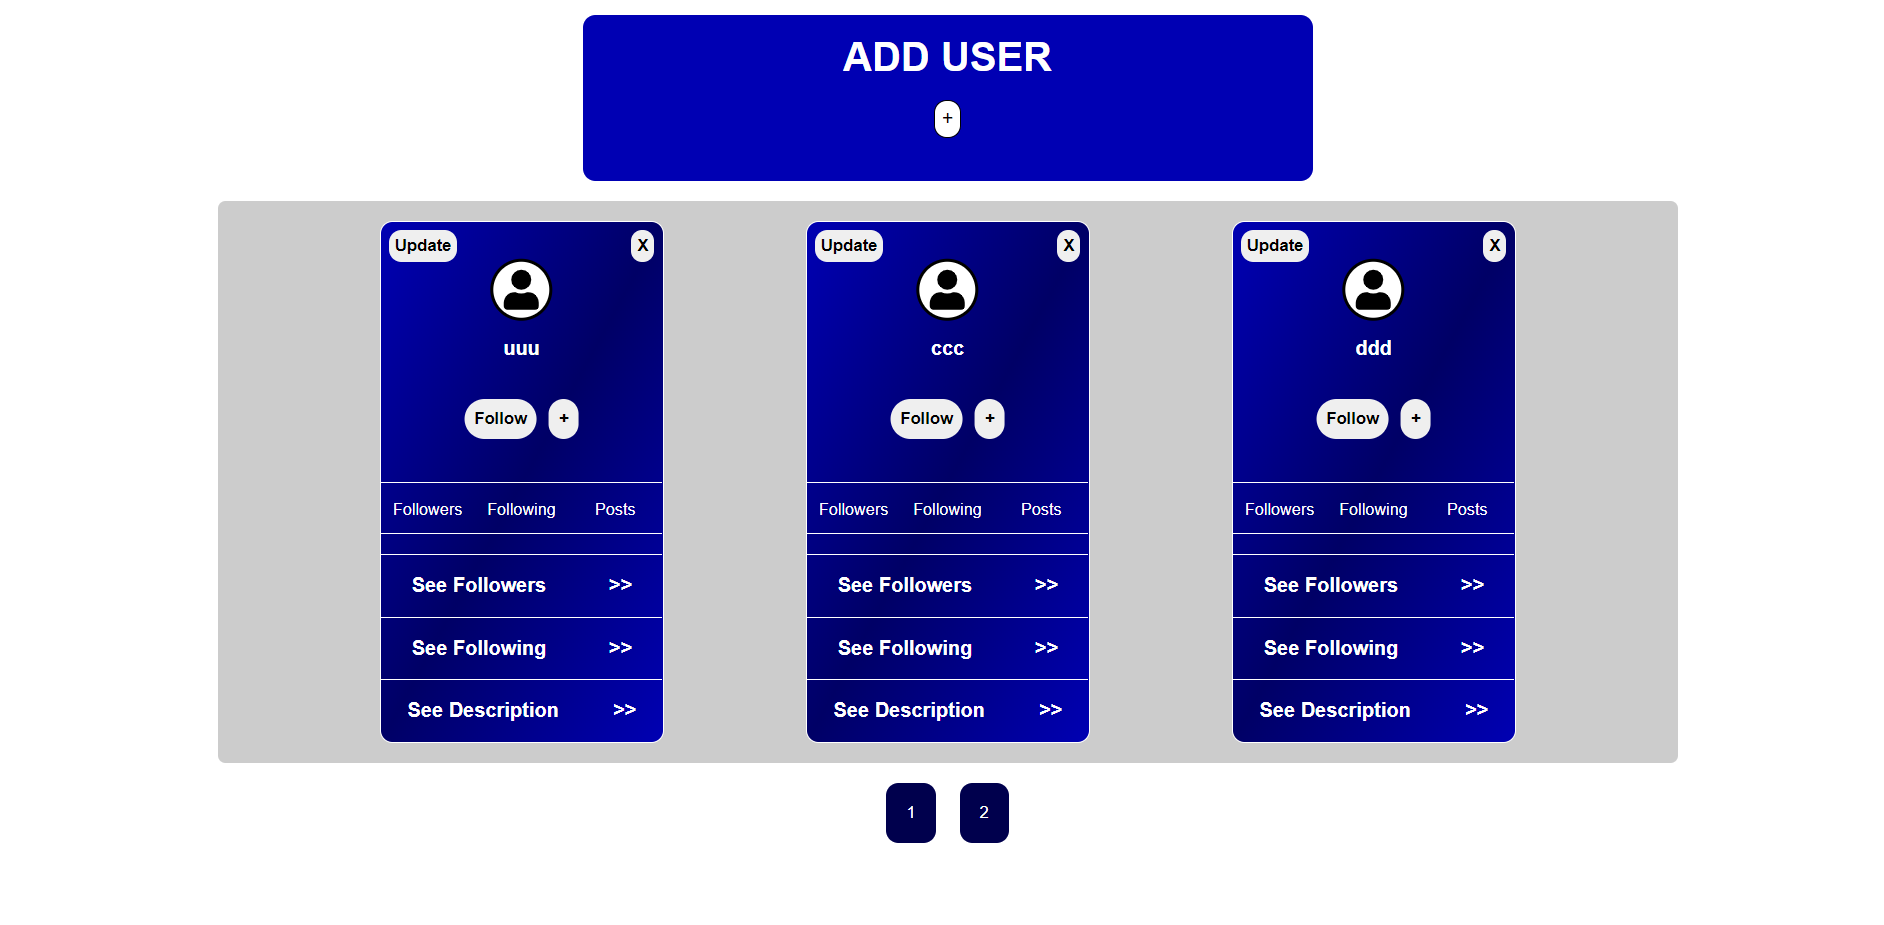 ADD USER
+
Update X
uuu
Follow +
Followers Following Posts
See Followers >>
See Following >>
See Description >>
Update X
ccc
Follow +
Followers Following Posts
See Followers >>
See Following >>
See Description >>
Update X
ddd
Follow +
Followers Following Posts
See Followers >>
See Following >>
See Description >>
1 2